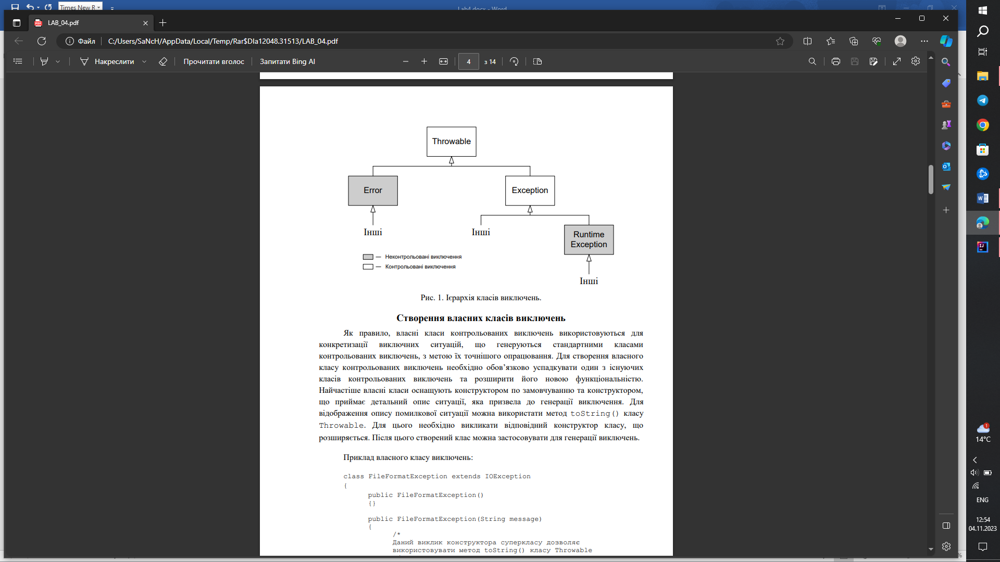 Times New R
Lab4.docx - Word
LAB_04.pdf
Файл
C:/Users/SaNcH/AppData/Local/Temp/Rar$DIa12048.31513/LAB_04.pdf
Накреслити
Прочитати вголос
Запитати Bing AI
4
з 14
Throwable
Error
Exception
Інші
Інші
Runtime
Exception
Неконтрольовані виключення
Контрольовані виключення
Інші
Рис. 1. Ієрархія класів виключень.
Створення власних класів виключень
Як правило, власні класи контрольованих виключень використовуються для
конкретизації виключних ситуацій, що генеруються стандартними класами
контрольованих виключень, з метою їх точнішого опрацювання. Для створення власного
класу контрольованих виключень необхідно обов’язково успадкувати один з існуючих
класів контрольованих виключень та розширити його новою функціональністю.
Найчастіше власні класи оснащують конструктором по замовчуванню та конструктором,
що приймає детальний опис ситуації, яка призвела до генерації виключення. Для
відображення опису помилкової ситуації можна використати метод toString() класу
Throwable. Для цього необхідно викликати відповідний конструктор класу, що
розширяється. Після цього створений клас можна застосовувати для генерації виключень.
Приклад власного класу виключень:
class FileFormatException extends IOException
{
public FileFormatException()
{}
public FileFormatException(String message)
{
/*
Даний виклик конструктора суперкласу дозволяє
використовувати метод toString() класу Throwable
1
14°C
ENG
12:54
04.11.2023